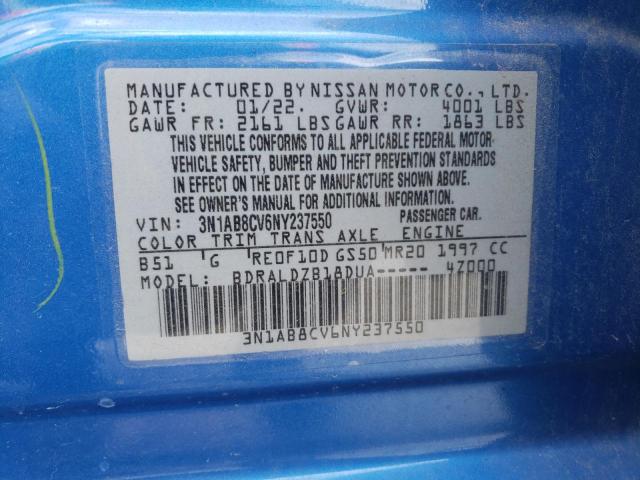 MANUFACTURED BY NISSAN MOTOR CO., LTD.
DATE: 01/22. GVWR: 4001 LBS
GAWR FR: 2161 LBS GAWR RR: 1863 LBS
THIS VEHICLE CONFORMS TO ALL APPLICABLE FEDERAL MOTOR
VEHICLE SAFETY, BUMPER AND THEFT PREVENTION STANDARDS
IN EFFECT ON THE DATE OF MANUFACTURE SHOWN ABOVE.
SEE OWNER'S MANUAL FOR ADDITIONAL INFORMATION.
VIN: 3N1AB8CV6NY237550 PASSENGER CAR.
COLOR TRIM TRANS AXLE ENGINE
B51 G RE0F10D GS50 MR20 1997 CC
MODEL: BDRALDZB18DUA----- 4Z000
3N1AB8CV6NY237550